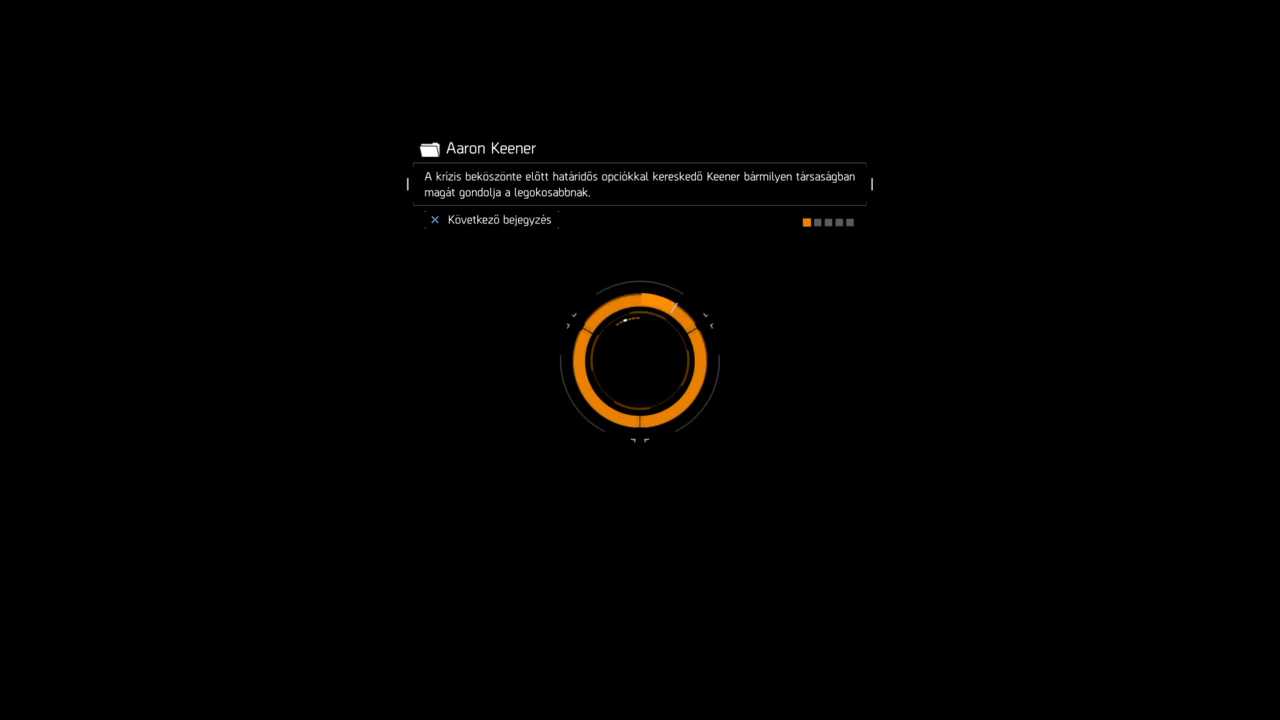 Aaron Keener
A krízis beköszönte előtt határidős opciókkal kereskedő Keener bármilyen társaságban
magát gondolja a legokosabbnak.
Következő bejegyzés